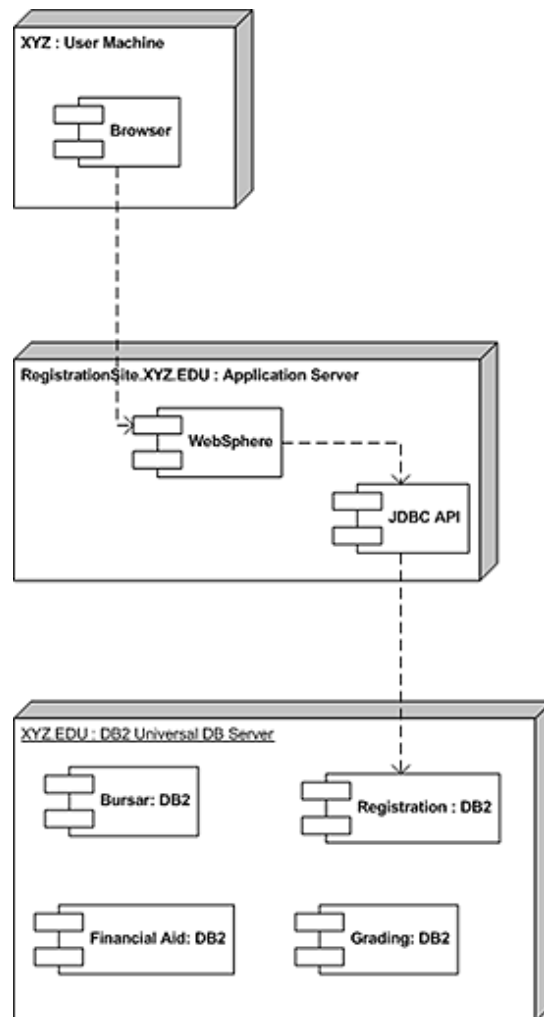 XYZ : User Machine
Browser
RegistrationSite.XYZ.EDU : Application Server
WebSphere
JDBC API
XYZ.EDU : DB2 Universal DB Server
Bursar: DB2
Registration : DB2
Financial Aid: DB2
Grading: DB2